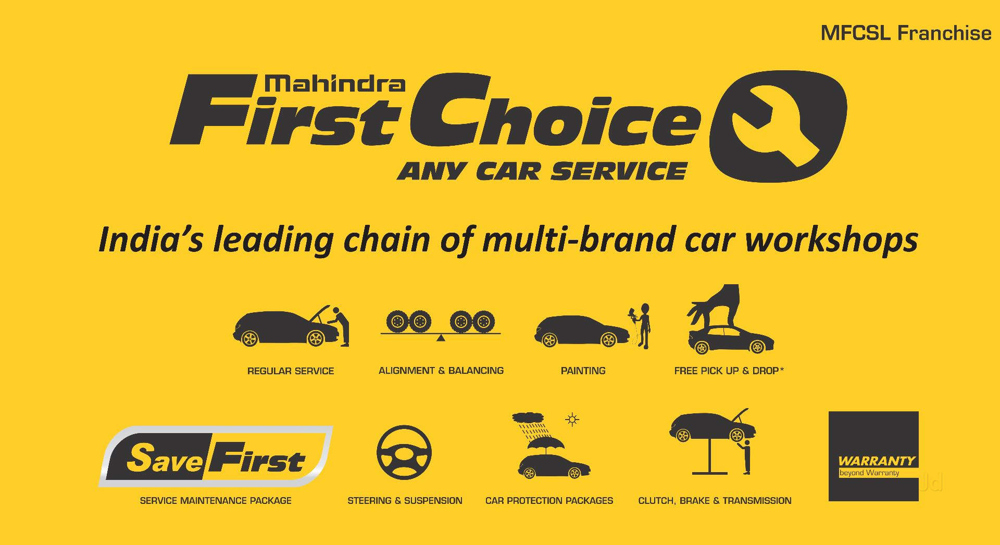 MFCSL Franchise
Mahindra
First Choice
ANY CAR SERVICE
India’s leading chain of multi-brand car workshops
REGULAR SERVICE
ALIGNMENT & BALANCING
PAINTING
FREE PICK UP & DROP*
Save First
SERVICE MAINTENANCE PACKAGE
STEERING & SUSPENSION
CAR PROTECTION PACKAGES
CLUTCH, BRAKE & TRANSMISSION
WARRANTY
beyond Warranty
Jd